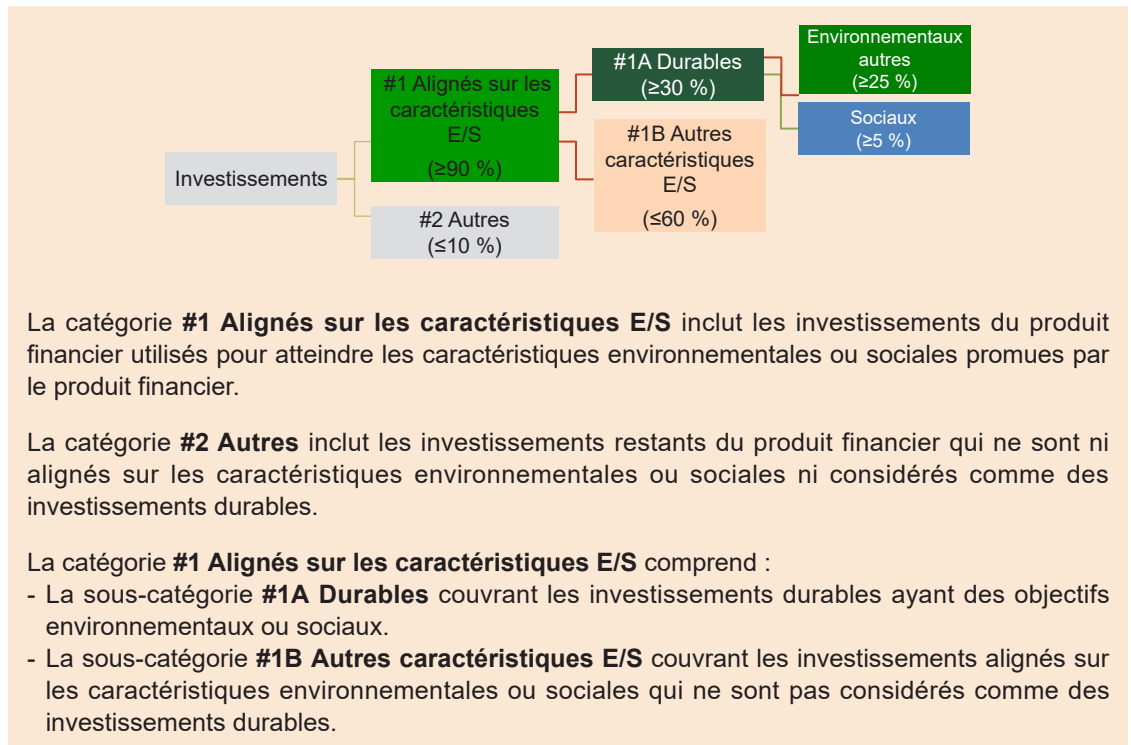 Investissements
#1 Alignés sur les
caractéristiques
E/S
(≥90 %)
#2 Autres
(≤10 %)
#1A Durables
(≥30 %)
#1B Autres
caractéristiques
E/S
(≤60 %)
Environnementaux
autres
(≥25 %)
Sociaux
(≥5 %)
La catégorie #1 Alignés sur les caractéristiques E/S inclut les investissements du produit
financier utilisés pour atteindre les caractéristiques environnementales ou sociales promues par
le produit financier.
La catégorie #2 Autres inclut les investissements restants du produit financier qui ne sont ni
alignés sur les caractéristiques environnementales ou sociales ni considérés comme des
investissements durables.
La catégorie #1 Alignés sur les caractéristiques E/S comprend :
- La sous-catégorie #1A Durables couvrant les investissements durables ayant des objectifs
environnementaux ou sociaux.
- La sous-catégorie #1B Autres caractéristiques E/S couvrant les investissements alignés sur
les caractéristiques environnementales ou sociales qui ne sont pas considérés comme des
investissements durables.